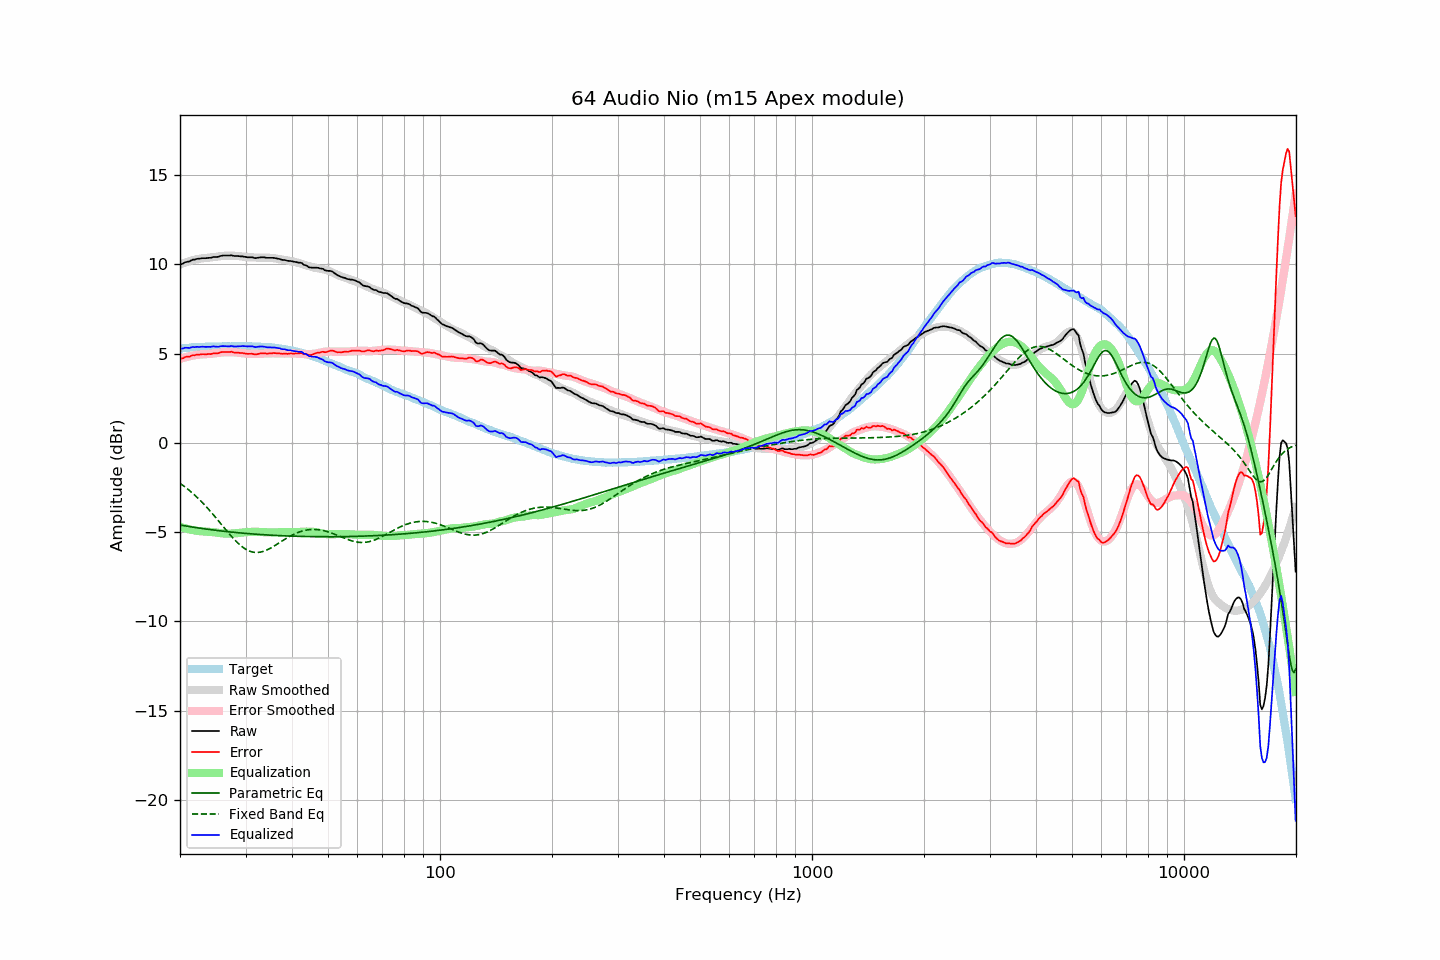 64 Audio Nio (m15 Apex module)
Amplitude (dBr)
15
10
5
0
−5
−10
−15
−20
Target
Raw Smoothed
Error Smoothed
Raw
Error
Equalization
Parametric Eq
Fixed Band Eq
Equalized
100
1000
10000
Frequency (Hz)